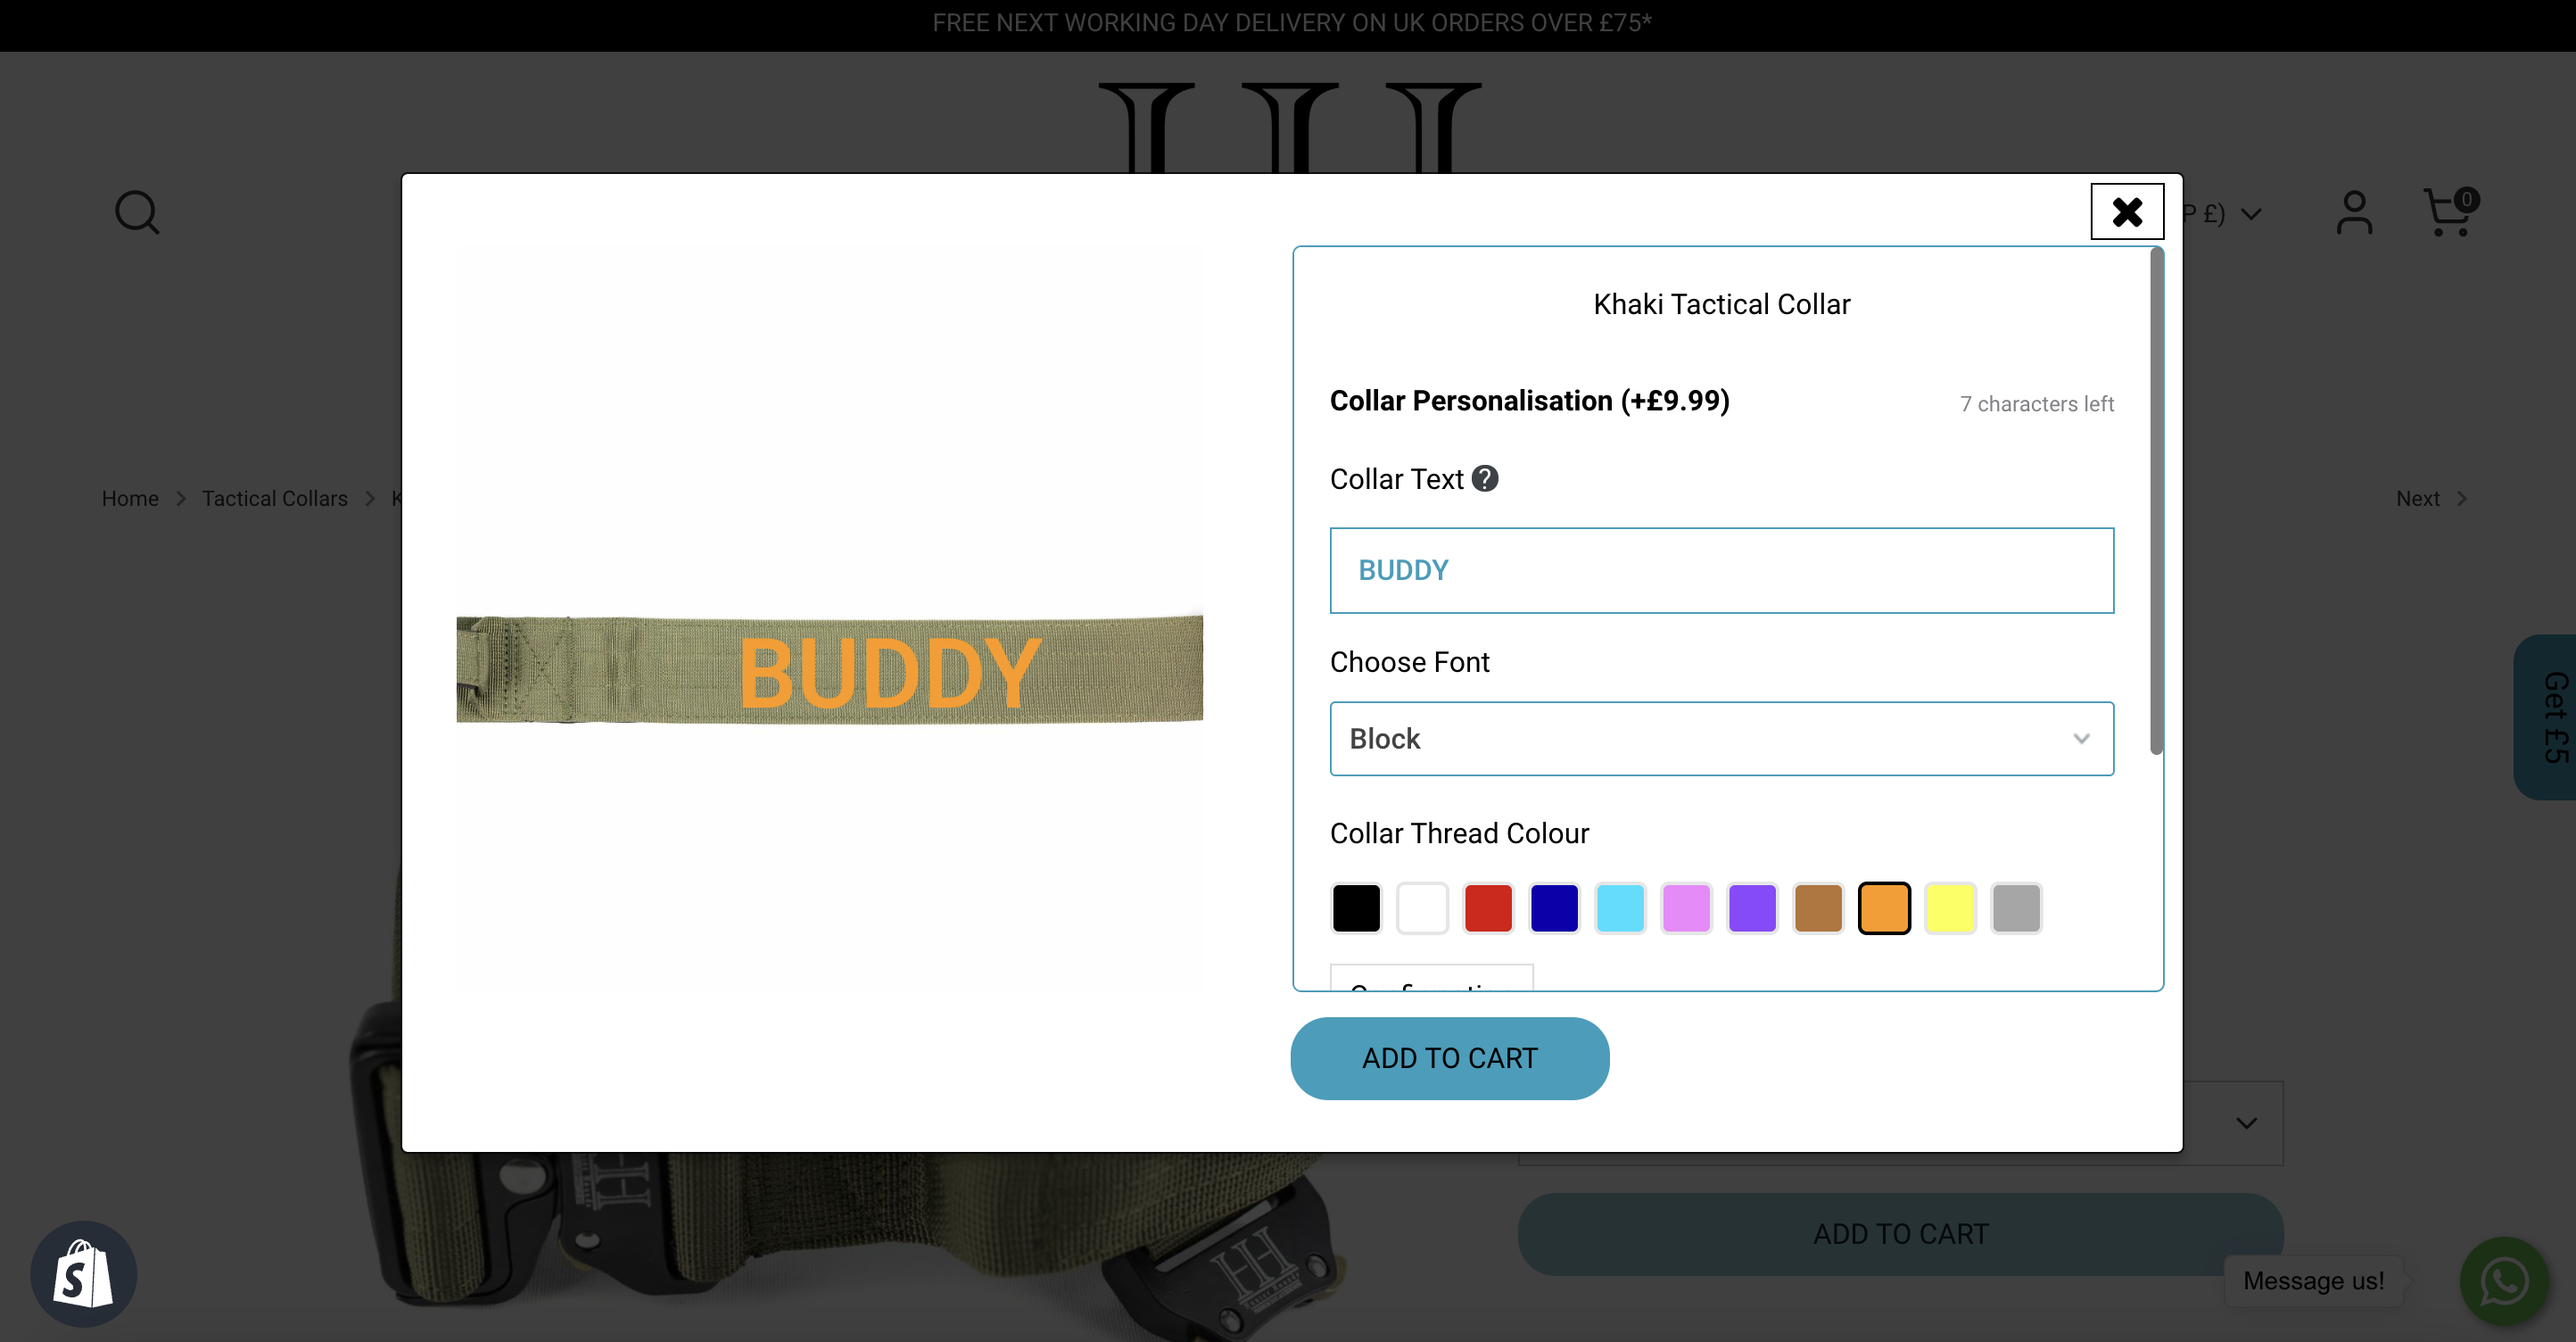 FREE NEXT WORKING DAY DELIVERY ON UK ORDERS OVER £75*
P £)
0
Home
Tactical Collars
K
Next
Khaki Tactical Collar
Collar Personalisation (+£9.99)
7 characters left
Collar Text ?
BUDDY
BUDDY
Choose Font
Block
Collar Thread Colour
ADD TO CART
Get £5
ADD TO CART
Message us!